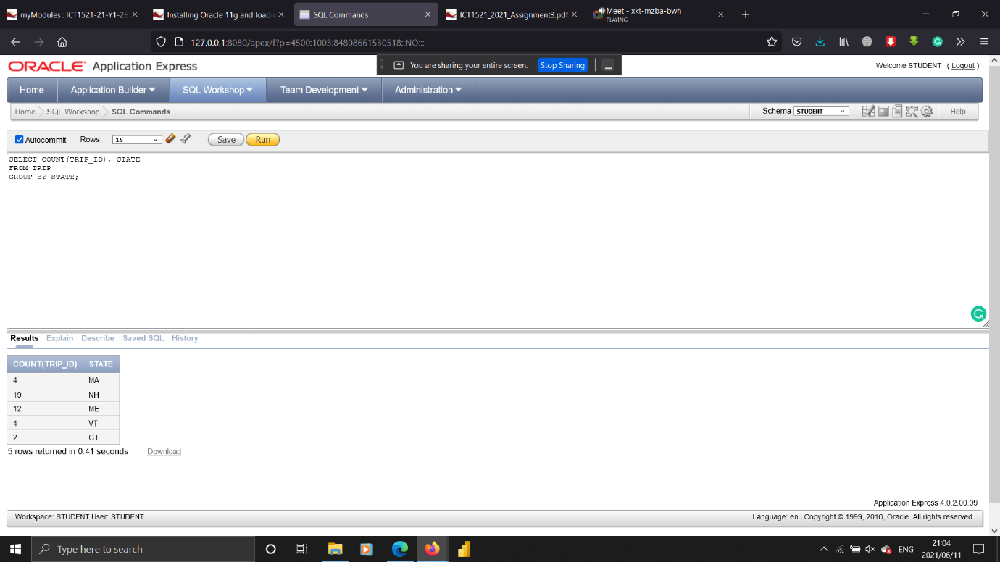 myModules : ICT1521-21-Y1-2E
Installing Oracle 11g and loadin
SQL Commands
ICT1521_2021_Assignment3.pdf
Meet - xkt-mzba-bwh
PLAYING
127.0.0.1:8080/apex/f?p=4500:1003:84808661530518::NO:::
ORACLE Application Express
You are sharing your entire screen. Stop Sharing
Welcome STUDENT ( Logout )
Home Application Builder SQL Workshop Team Development Administration
Home SQL Workshop SQL Commands
Schema STUDENT Help
Autocommit Rows 15 Save Run
SELECT COUNT(TRIP_ID), STATE
FROM TRIP
GROUP BY STATE;
Results Explain Describe Saved SQL History
COUNT(TRIP_ID) STATE
4 MA
19 NH
12 ME
4 VT
2 CT
5 rows returned in 0.41 seconds Download
Application Express 4.0.2.00.09
Workspace: STUDENT User: STUDENT
Language: en | Copyright © 1999, 2010, Oracle. All rights reserved.
Type here to search
ENG
21:04
2021/06/11